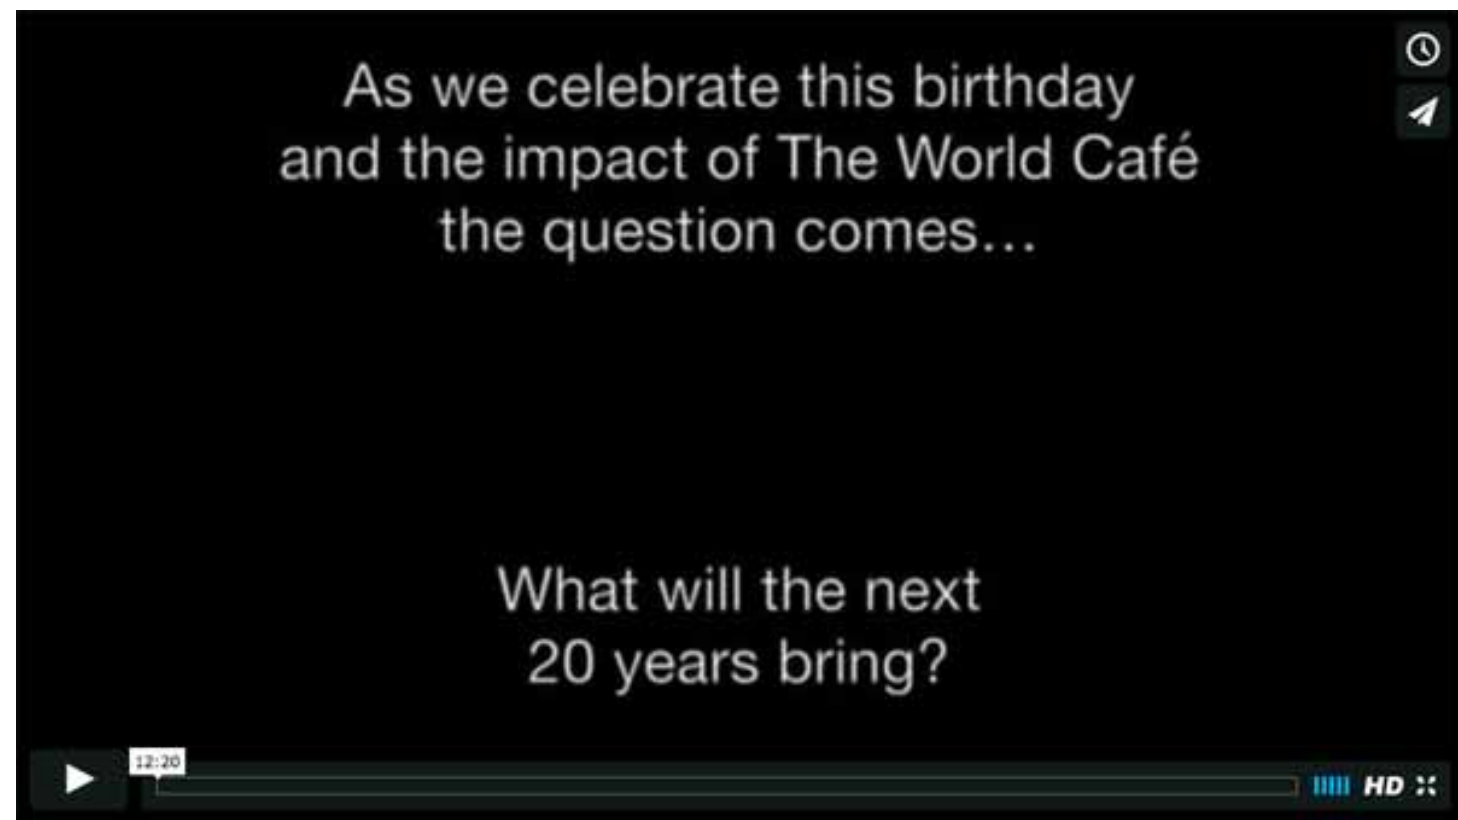 As we celebrate this birthday
and the impact of The World Café
the question comes…
What will the next
20 years bring?
12:20
HD